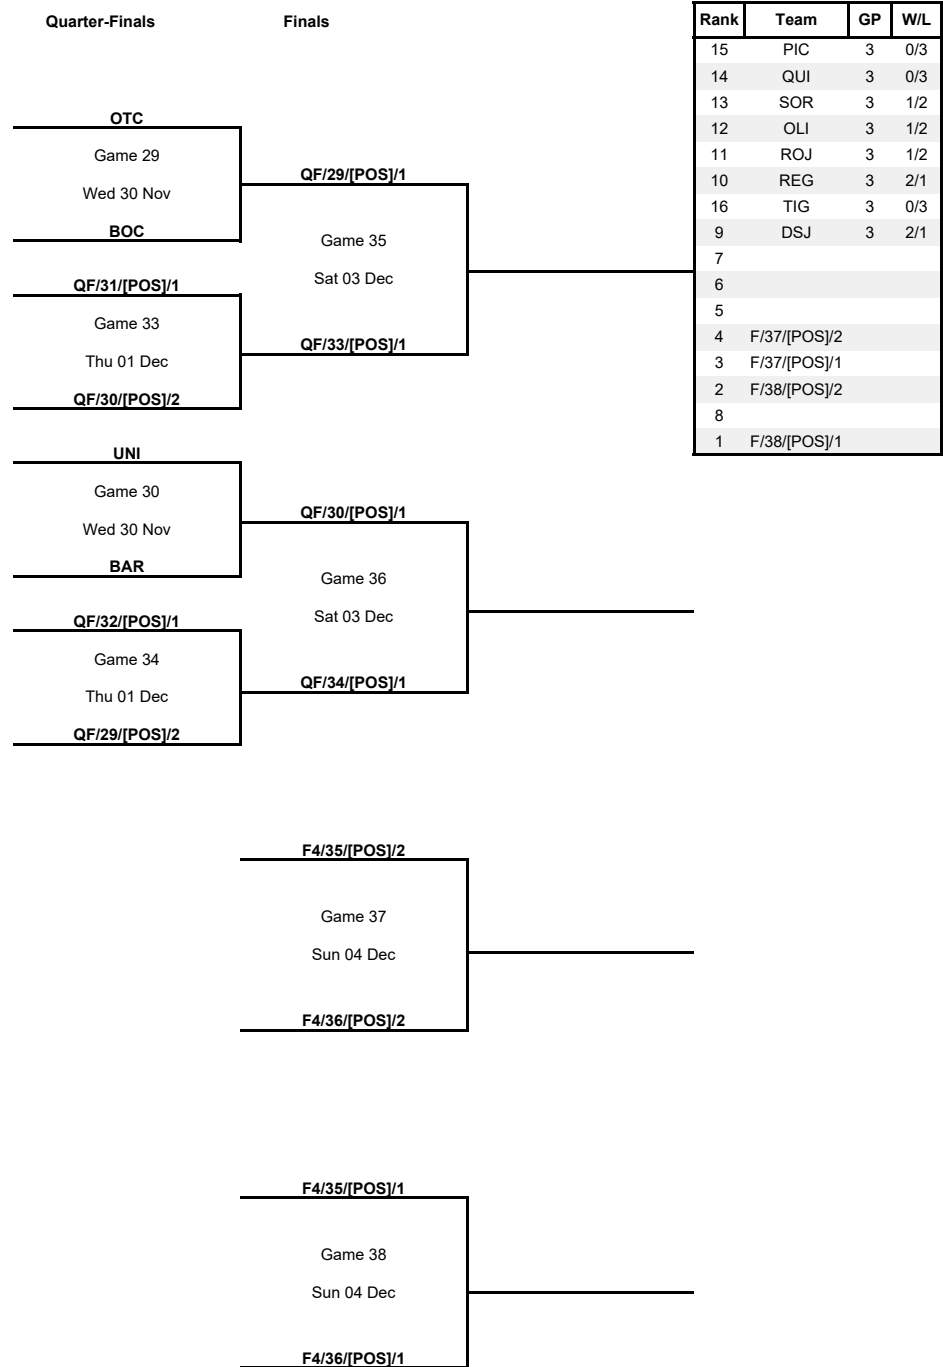 Quarter-Finals Finals
OTC
Game 29
Wed 30 Nov
BOC
QF/31/[POS]/1
Game 33
Thu 01 Dec
QF/30/[POS]/2
UNI
Game 30
Wed 30 Nov
BAR
QF/32/[POS]/1
Game 34
Thu 01 Dec
QF/29/[POS]/2
QF/29/[POS]/1
Game 35
Sat 03 Dec
QF/33/[POS]/1
QF/30/[POS]/1
Game 36
Sat 03 Dec
QF/34/[POS]/1
F4/35/[POS]/2
Game 37
Sun 04 Dec
F4/36/[POS]/2
F4/35/[POS]/1
Game 38
Sun 04 Dec
F4/36/[POS]/1
Rank Team GP W/L
15 PIC 3 0/3
14 QUI 3 0/3
13 SOR 3 1/2
12 OLI 3 1/2
11 ROJ 3 1/2
10 REG 3 2/1
16 TIG 3 0/3
9 DSJ 3 2/1
7
6
5
4 F/37/[POS]/2
3 F/37/[POS]/1
2 F/38/[POS]/2
8
1 F/38/[POS]/1